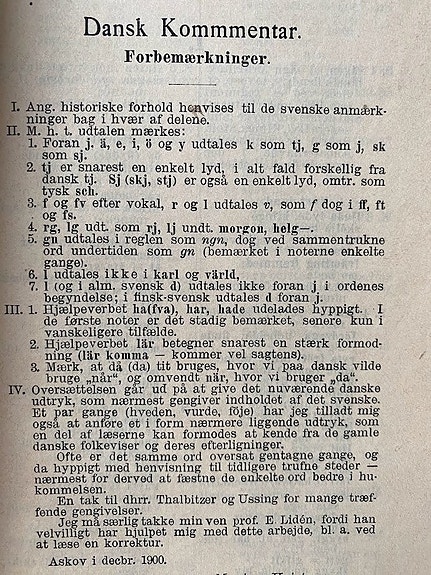 Dansk Kommmentar.
Forbemærkninger.
I. Ang. historiske forhold henvises til de svenske anmærk-
ninger bag i hvær af delene.
II. M. h. t. udtalen mærkes:
1. Foran j, ä, e, i, ö og y udtales k som tj, g som j, sk
som sj.
2. tj er snarest en enkelt lyd, i alt fald forskellig fra
dansk tj. Sj (skj, stj) er også en enkelt lyd, omtr. som
tysk sch.
3. f og fv efter vokal, r og l udtales v, som f dog i ff, ft
og fs.
4. rg, lg udt. som rj, lj undt. morgon, helg—.
5. gn udtales i reglen som ngn, dog ved sammentrukne
ord undertiden som gn (bemærket i noterne enkelte
gange).
6. l udtales ikke i karl og värld,
7. l (og i alm. svensk d) udtales ikke foran j i ordenes
begyndelse; i finsk-svensk udtales d foran j.
III. 1. Hjælpeverbet ha(fva), har, hade udelades hyppigt. I
de første noter er det stadig bemærket, senere kun i
vanskeligere tilfælde.
2. Hjælpeverbet lär betegner snarest en stærk formod-
ning (lär komma – kommer vel sagtens).
3. Mærk, at då (da) tit bruges, hvor vi paa dansk vilde
bruge „når“, og omvendt när, hvor vi bruger „da“.
IV. Oversættelsen går ud på at give det nuværende danske
udtryk, som nærmest gengiver indholdet af det svenske.
Et par gange (hveden, vurde, föje) har jeg tilladt mig
også at anføre et i form nærmere liggende udtryk, som
en del af læserne kan formodes at kende fra de gamle
danske folkeviser og deres efterligninger.
Ofte er det samme ord oversat gentagne gange, og
da hyppigt med henvisning til tidligere trufne steder —
nærmest for derved at fæstne de enkelte ord bedre i hu-
kommelsen.
En tak til dhrr. Thalbitzer og Ussing for mange træf-
fende gengivelser.
Jeg må særlig takke min ven prof. E. Lidén, fordi han
velvilligt har hjulpet mig med dette arbejde, bl. a. ved
at læse en korrektur.
Askov i decbr. 1900.